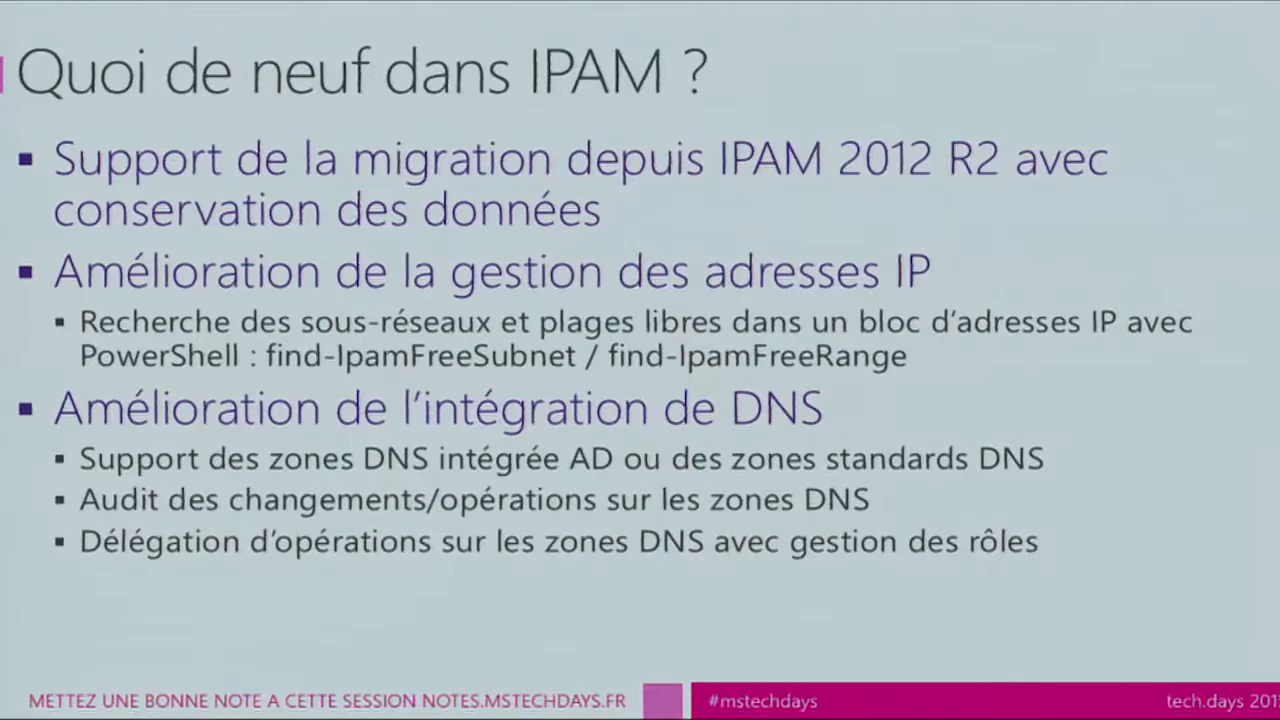 Quoi de neuf dans IPAM ?
▪ Support de la migration depuis IPAM 2012 R2 avec
conservation des données
▪ Amélioration de la gestion des adresses IP
▪ Recherche des sous-réseaux et plages libres dans un bloc d’adresses IP avec
PowerShell : find-IpamFreeSubnet / find-IpamFreeRange
▪ Amélioration de l’intégration de DNS
▪ Support des zones DNS intégrée AD ou des zones standards DNS
▪ Audit des changements/opérations sur les zones DNS
▪ Délégation d’opérations sur les zones DNS avec gestion des rôles
METTEZ UNE BONNE NOTE A CETTE SESSION NOTES.MSTECHDAYS.FR
#mstechdays
tech.days 201